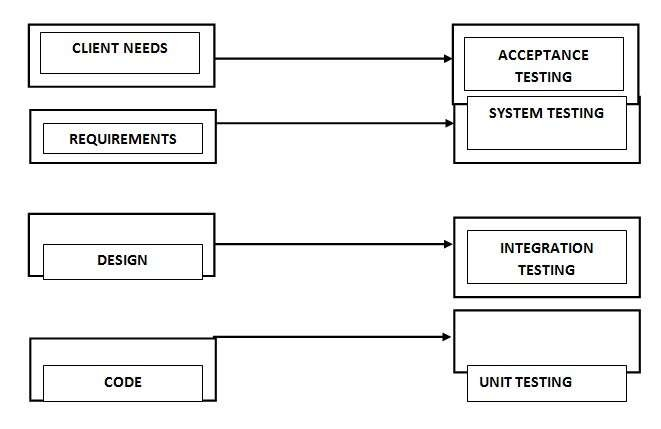 CLIENT NEEDS
ACCEPTANCE
TESTING
REQUIREMENTS
SYSTEM TESTING
DESIGN
INTEGRATION
TESTING
CODE
UNIT TESTING